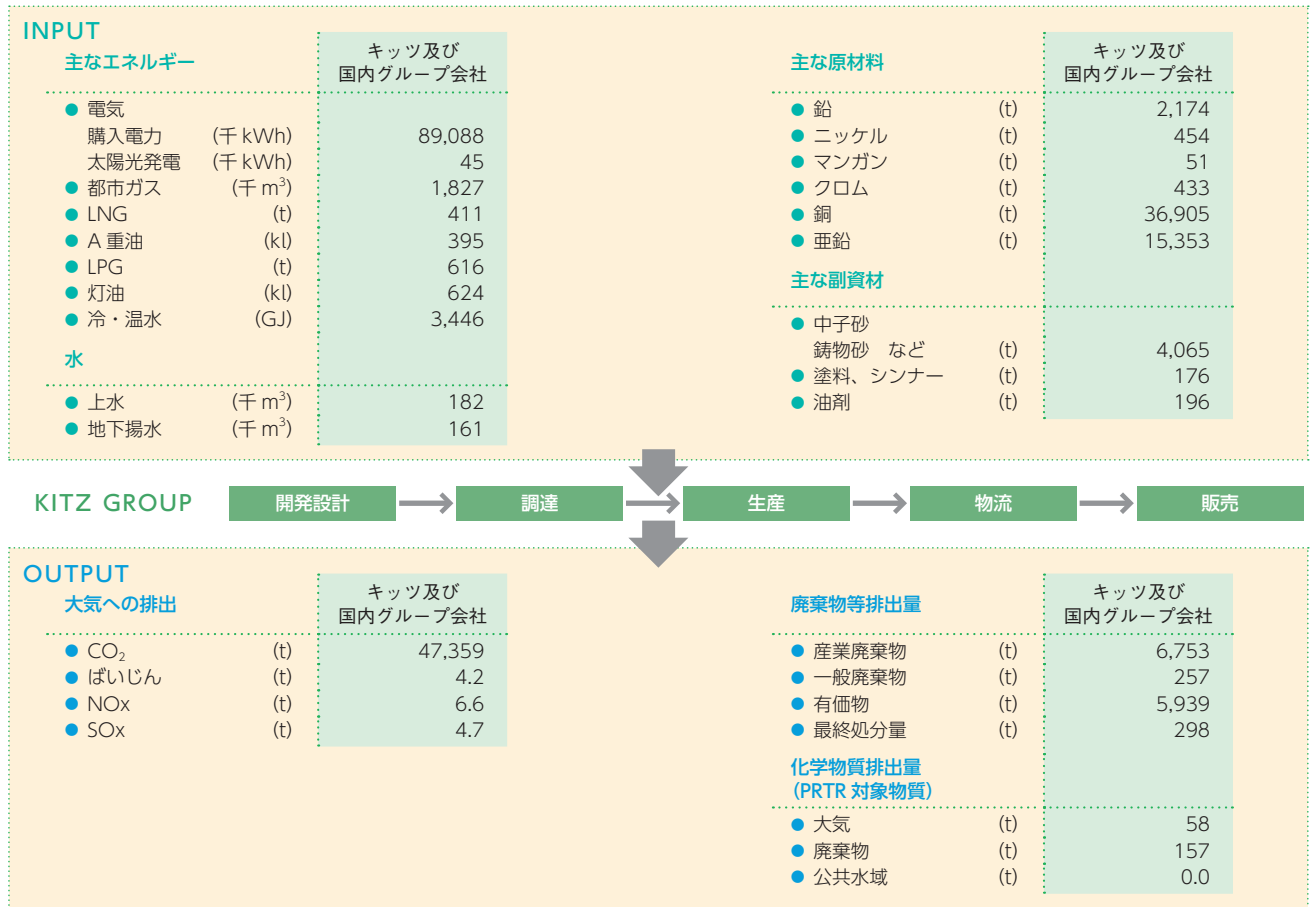 INPUT
主なエネルギー
キッツ及び
国内グループ会社
● 電気
購入電力 (千 kWh) 89,088
太陽光発電 (千 kWh) 45
● 都市ガス (千 m³) 1,827
● LNG (t) 411
● A 重油 (kl) 395
● LPG (t) 616
● 灯油 (kl) 624
● 冷・温水 (GJ) 3,446
水
● 上水 (千 m³) 182
● 地下揚水 (千 m³) 161
主な原材料
キッツ及び
国内グループ会社
● 鉛 (t) 2,174
● ニッケル (t) 454
● マンガン (t) 51
● クロム (t) 433
● 銅 (t) 36,905
● 亜鉛 (t) 15,353
主な副資材
● 中子砂
鋳物砂 など (t) 4,065
● 塗料、シンナー (t) 176
● 油剤 (t) 196
KITZ GROUP 開発設計 調達 生産 物流 販売
OUTPUT
大気への排出
キッツ及び
国内グループ会社
● CO₂ (t) 47,359
● ばいじん (t) 4.2
● NOx (t) 6.6
● SOx (t) 4.7
廃棄物等排出量
キッツ及び
国内グループ会社
● 産業廃棄物 (t) 6,753
● 一般廃棄物 (t) 257
● 有価物 (t) 5,939
● 最終処分量 (t) 298
化学物質排出量
(PRTR 対象物質)
● 大気 (t) 58
● 廃棄物 (t) 157
● 公共水域 (t) 0.0